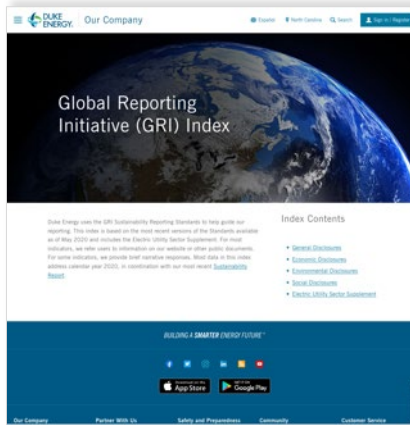 DUKE ENERGY.
Our Company
Español
North Carolina
Search
Sign in / Register
Global Reporting
Initiative (GRI) Index
Duke Energy uses the GRI Sustainability Reporting Standards to help guide our
reporting. This index is based on the most recent versions of the Standards available
as of May 2020 and includes the Electric Utility Sector Supplement. For most
indicators, we refer users to information on our website or other public documents.
For some indicators, we provide brief narrative responses. Most data in this index
address calendar year 2020, in coordination with our most recent Sustainability
Report.
Index Contents
General Disclosures
Economic Disclosures
Environmental Disclosures
Social Disclosures
Electric Utility Sector Supplement
BUILDING A SMARTER ENERGY FUTURE
App Store
Google Play
Our Company
Partner With Us
Safety and Preparedness
Community
Customer Service